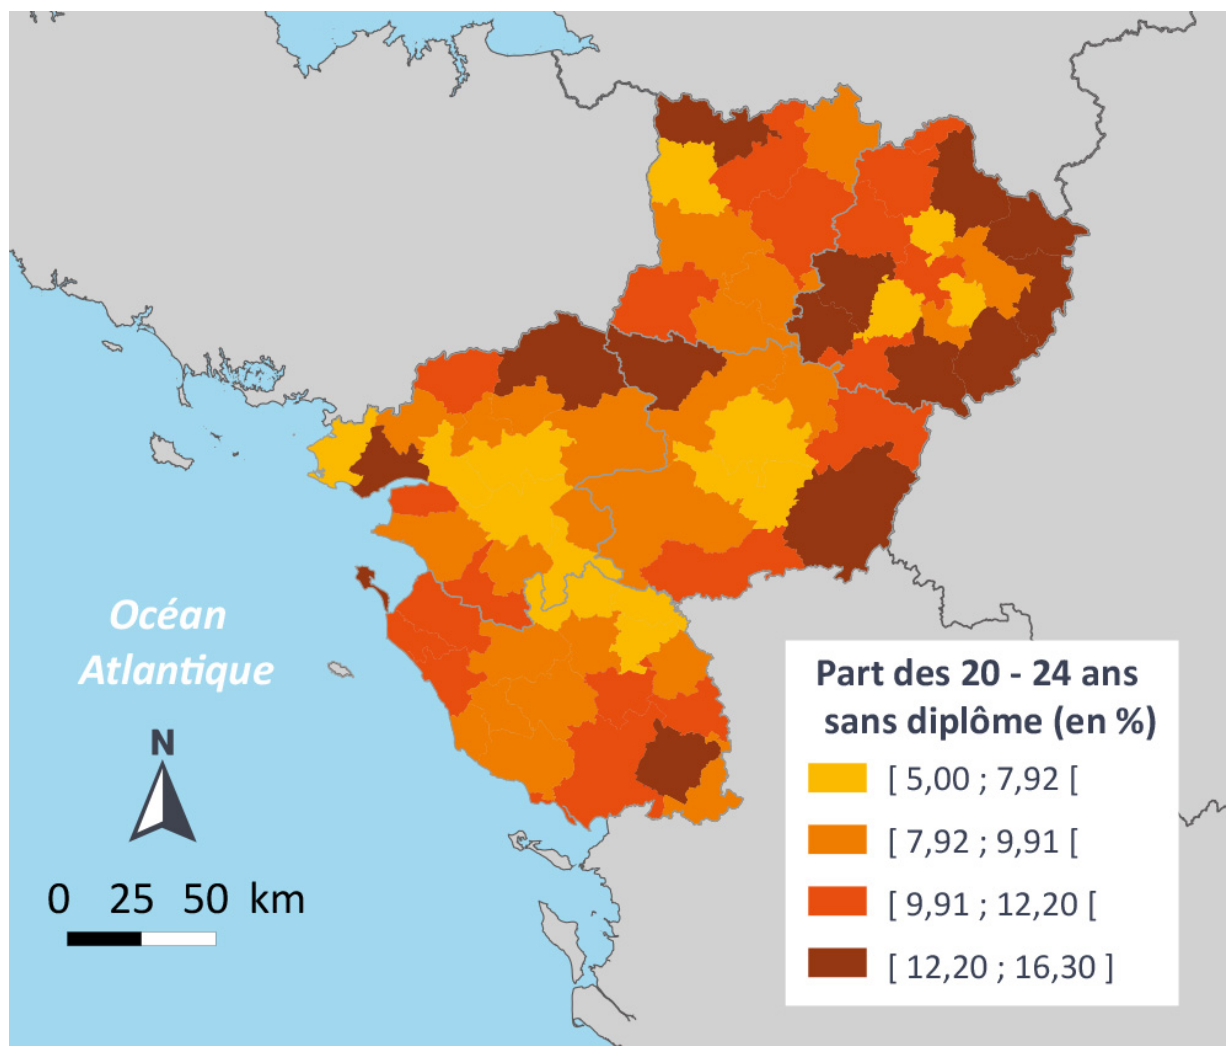 Océan
Atlantique
N
0 25 50 km
Part des 20 - 24 ans
sans diplôme (en %)
[ 5,00 ; 7,92 [
[ 7,92 ; 9,91 [
[ 9,91 ; 12,20 [
[ 12,20 ; 16,30 ]